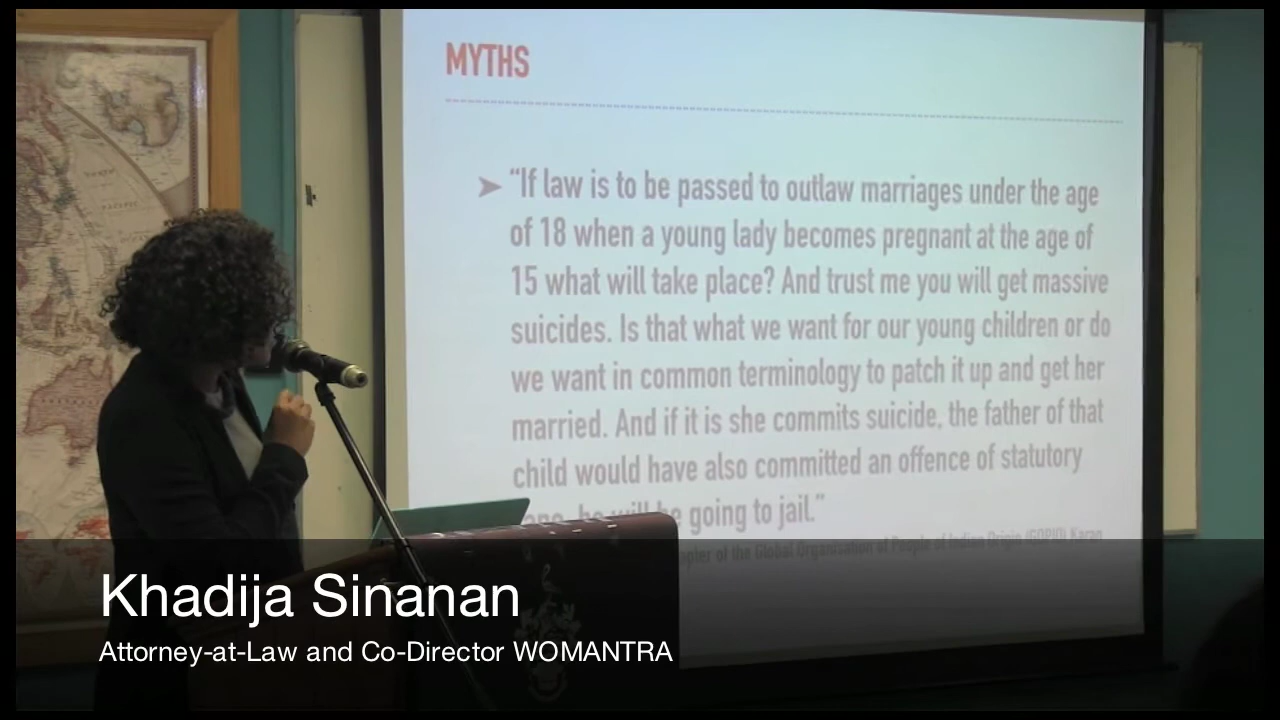 MYTHS
➤ “If law is to be passed to outlaw marriages under the age
of 18 when a young lady becomes pregnant at the age of
15 what will take place? And trust me you will get massive
suicides. Is that what we want for our young children or do
we want in common terminology to patch it up and get her
married. And if it is she commits suicide, the father of that
child would have also committed an offence of statutory
he will be going to jail.”
of the Global Organisation of People of Indian Origin (GOPIO) Karan
Khadija Sinanan
Attorney-at-Law and Co-Director WOMANTRA